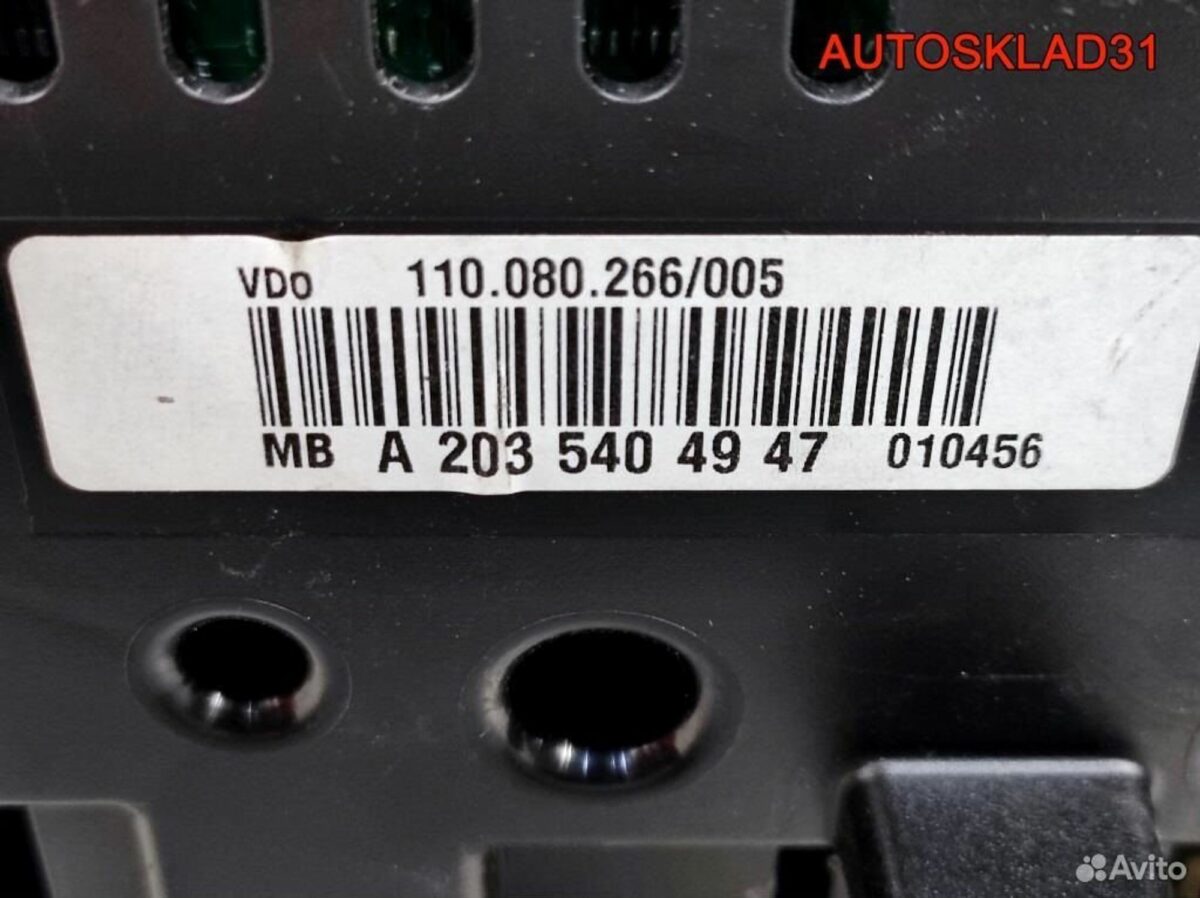 AUTOSKLAD31
VDO 110.080.266/005
MB A 203 540 49 47 010456
Avito